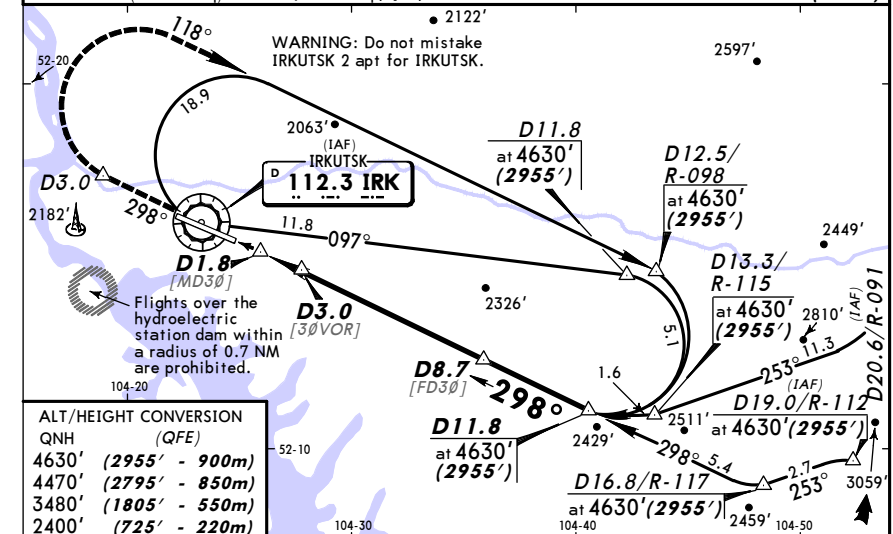 118°
2122'
WARNING: Do not mistake
IRKUTSK 2 apt for IRKUTSK.
2597'
52-20
18.9
2063'
(IAF)
IRKUTSK
D 112.3 IRK
D11.8
at 4630'
(2955')
D12.5/
R-098
at 4630'
(2955')
D3.0
2182'
298°
11.8
097°
2449'
D1.8
[MD3Ø]
D3.0
[3ØVOR]
Flights over the
hydroelectric
station dam within
a radius of 0.7 NM
are prohibited.
2326'
D13.3/
R-115
at 4630'
(2955')
5.1
2810'
(IAF)
D20.6/R-091
253°
11.3
1.6
D8.7
[FD3Ø]
298°
104-20
(IAF)
D19.0/R-112
at 4630'(2955')
2511'
2429'
D11.8
at 4630'
(2955')
298°
5.4
2.7
253°
3059'
D16.8/R-117
at 4630'(2955')
2459'
52-10
104-30
104-40
104-50
ALT/HEIGHT CONVERSION
QNH (QFE)
4630' (2955' - 900m)
4470' (2795' - 850m)
3480' (1805' - 550m)
2400' (725' - 220m)